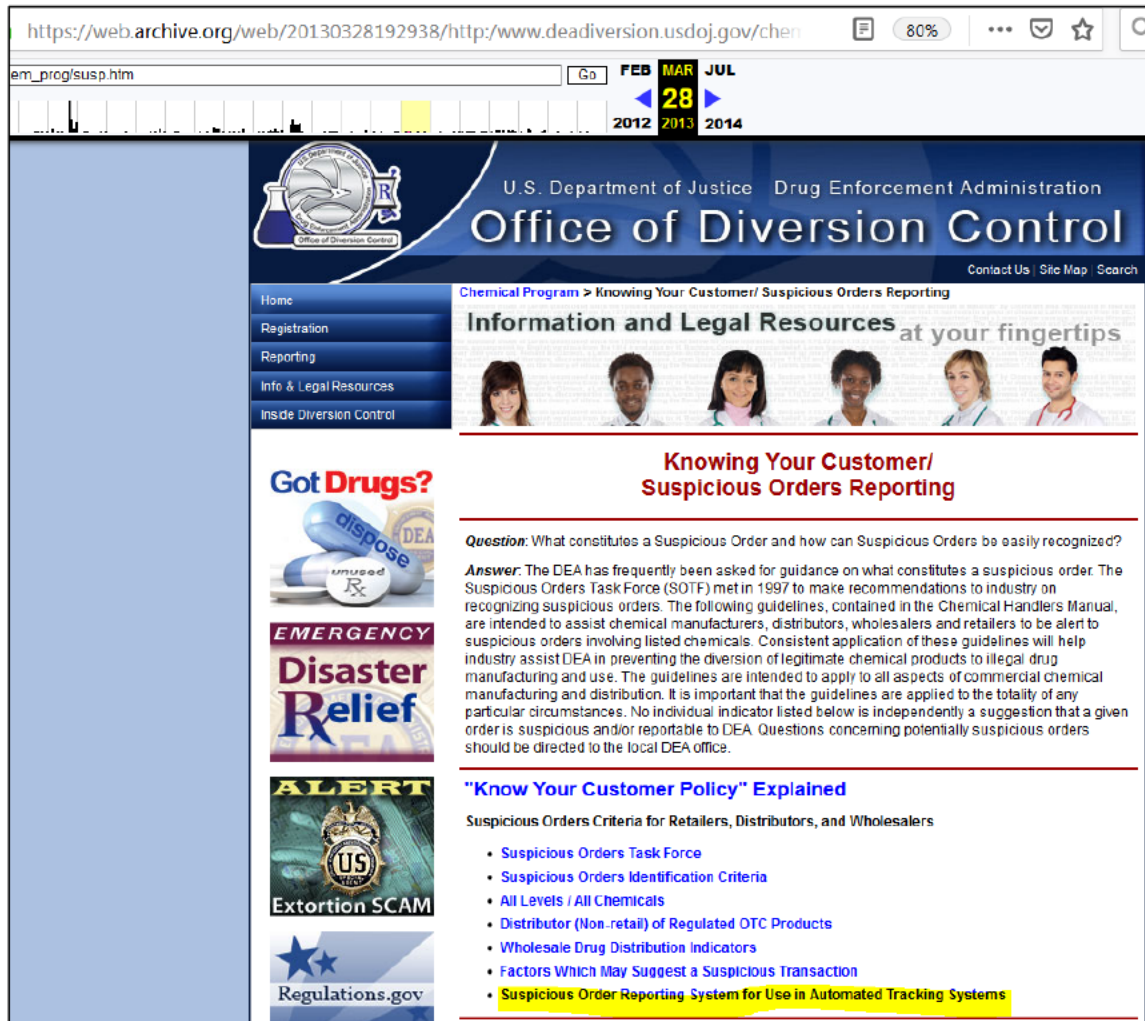 https://web.archive.org/web/20130328192938/http:/www.deadiversion.usdoj.gov/chem
80%
em_prog/susp.htm
Go
FEB MAR JUL
28
2012 2013 2014
U.S. Department of Justice Drug Enforcement Administration
Office of Diversion Control
Contact Us | Site Map | Search
Office of Diversion Control
Home
Registration
Reporting
Info & Legal Resources
Inside Diversion Control
Chemical Program > Knowing Your Customer/ Suspicious Orders Reporting
Information and Legal Resources at your fingertips
Got Drugs?
dispose
DEA
unused
Rx
EMERGENCY
Disaster
Relief
ALERT
US
Extortion SCAM
Regulations.gov
Knowing Your Customer/
Suspicious Orders Reporting
Question: What constitutes a Suspicious Order and how can Suspicious Orders be easily recognized?
Answer: The DEA has frequently been asked for guidance on what constitutes a suspicious order. The
Suspicious Orders Task Force (SOTF) met in 1997 to make recommendations to industry on
recognizing suspicious orders. The following guidelines, contained in the Chemical Handlers Manual,
are intended to assist chemical manufacturers, distributors, wholesalers and retailers to be alert to
suspicious orders involving listed chemicals. Consistent application of these guidelines will help
industry assist DEA in preventing the diversion of legitimate chemical products to illegal drug
manufacturing and use. The guidelines are intended to apply to all aspects of commercial chemical
manufacturing and distribution. It is important that the guidelines are applied to the totality of any
particular circumstances. No individual indicator listed below is independently a suggestion that a given
order is suspicious and/or reportable to DEA. Questions concerning potentially suspicious orders
should be directed to the local DEA office.
"Know Your Customer Policy" Explained
Suspicious Orders Criteria for Retailers, Distributors, and Wholesalers
• Suspicious Orders Task Force
• Suspicious Orders Identification Criteria
• All Levels / All Chemicals
• Distributor (Non-retail) of Regulated OTC Products
• Wholesale Drug Distribution Indicators
• Factors Which May Suggest a Suspicious Transaction
• Suspicious Order Reporting System for Use in Automated Tracking Systems